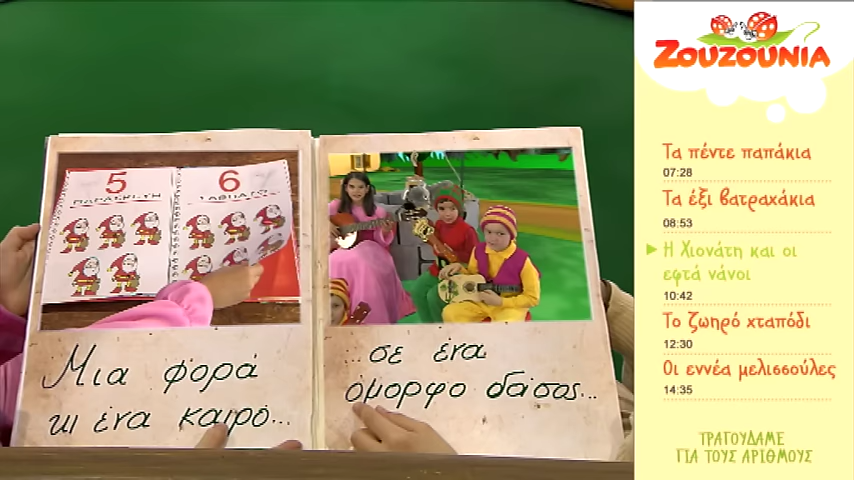 5
ΠΑΡΑΣΚΕΥΗ
6
ΣΑΒΒΑΤΟ
Μια φορά
κι ένα καιρό...
... σε ένα
όμορφο δάσος...
ZOUZOUNIA
Τα πέντε παπάκια
07:28
Τα έξι βατραχάκια
08:53
Η Χιονάτη και οι
εφτά νάνοι
10:42
Το ζωηρό χταπόδι
12:30
Οι εννέα μελισσούλες
14:35
ΤΡΑΓΟΥΔΑΜΕ
ΓΙΑ ΤΟΥΣ ΑΡΙΘΜΟΥΣ